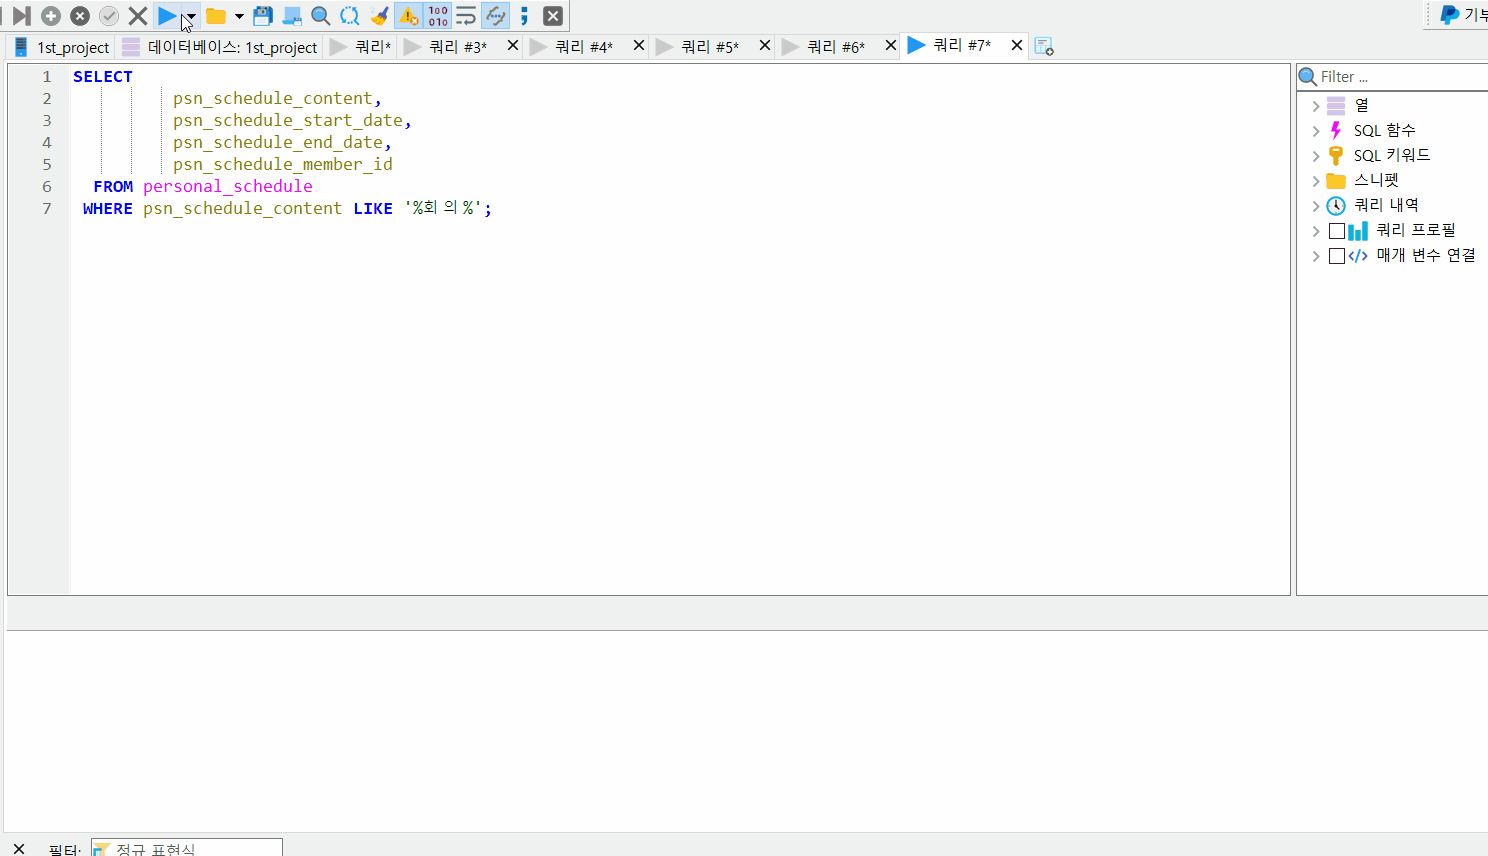 100
010
기부
1st_project
데이터베이스: 1st_project
쿼리*
쿼리 #3*
쿼리 #4*
쿼리 #5*
쿼리 #6*
쿼리 #7*
1 SELECT
2 psn_schedule_content,
3 psn_schedule_start_date,
4 psn_schedule_end_date,
5 psn_schedule_member_id
6 FROM personal_schedule
7 WHERE psn_schedule_content LIKE '%회의%';
Filter ...
열
SQL 함수
SQL 키워드
스니펫
쿼리 내역
쿼리 프로필
매개 변수 연결
필터: 정규 표현식